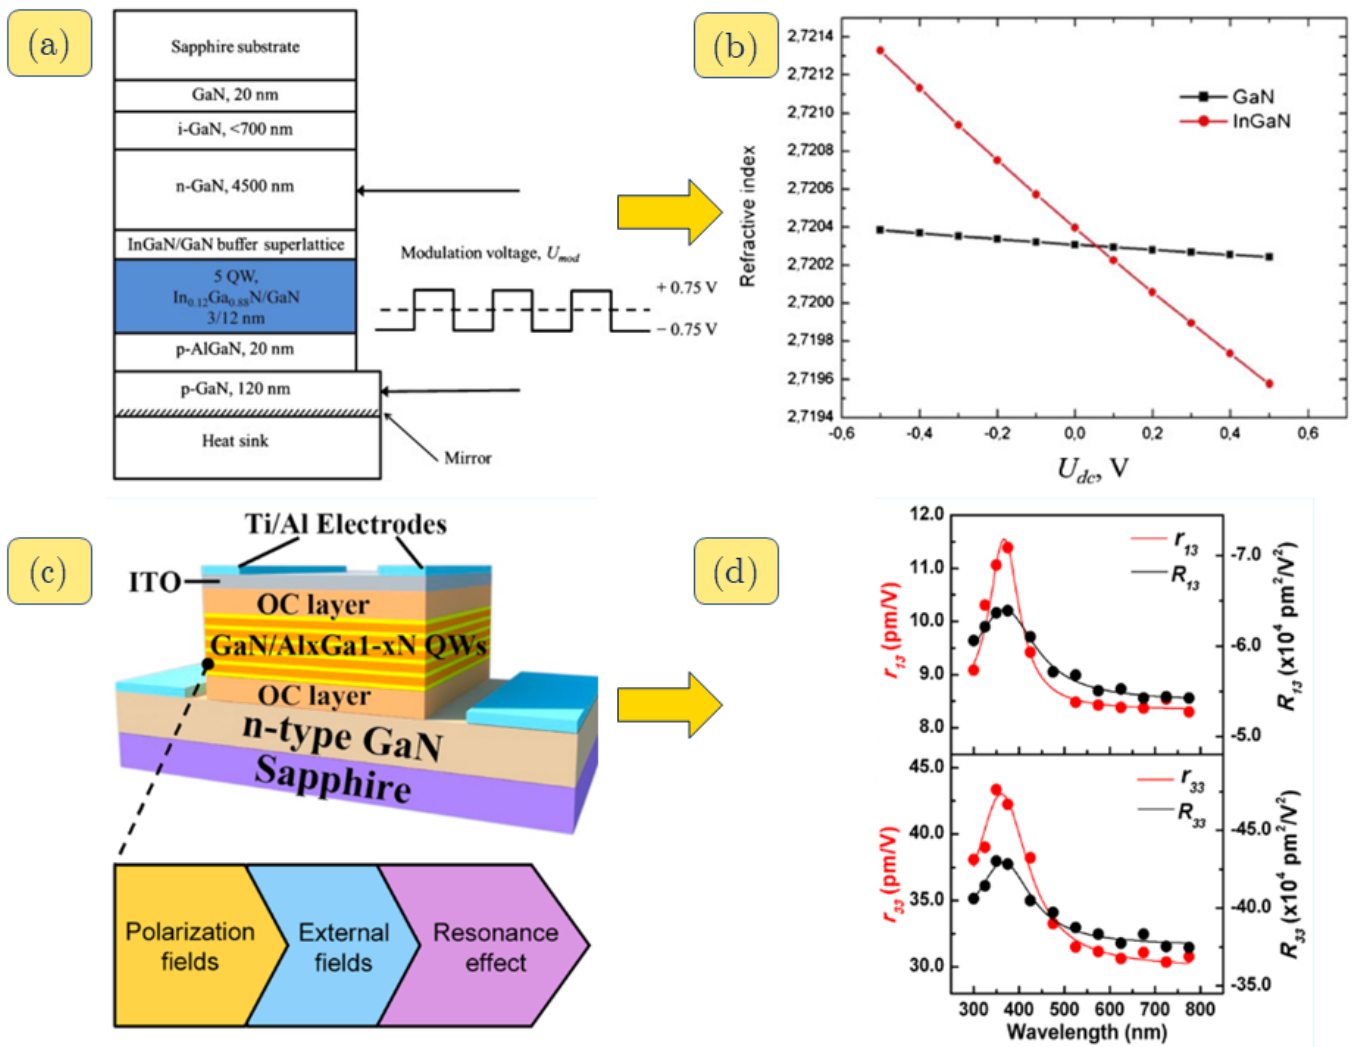 (a)
Sapphire substrate
GaN, 20 nm
i-GaN, <700 nm
n-GaN, 4500 nm
InGaN/GaN buffer superlattice
5 QW,
In0.12Ga0.88N/GaN
3/12 nm
p-AlGaN, 20 nm
p-GaN, 120 nm
Heat sink
Mirror
Modulation voltage, Umod
+ 0.75 V
− 0.75 V
(b)
2,7214
2,7212
2,7210
2,7208
2,7206
2,7204
2,7202
2,7200
2,7198
2,7196
2,7194
Refractive index
GaN
InGaN
-0,6 -0,4 -0,2 0,0 0,2 0,4 0,6
Udc, V
(c)
Ti/Al Electrodes
ITO
OC layer
GaN/AlxGa1-xN QWs
OC layer
n-type GaN
Sapphire
Polarization
fields
External
fields
Resonance
effect
(d)
12.0
11.0
10.0
9.0
8.0
r13 (pm/V)
r13
R13
-7.0
-6.0
-5.0
R13 (x10⁴ pm²/V²)
45.0
40.0
35.0
30.0
r33 (pm/V)
r33
R33
-45.0
-40.0
-35.0
R33 (x10⁴ pm²/V²)
300 400 500 600 700 800
Wavelength (nm)